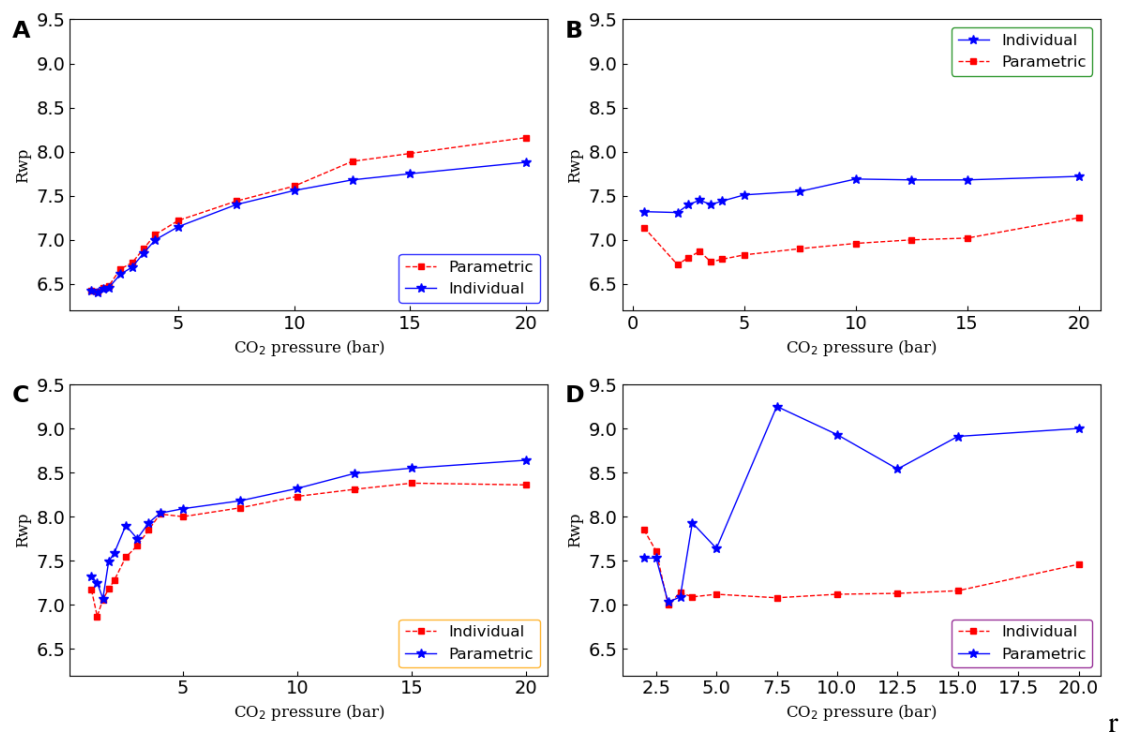 A
9.5
9.0
8.5
8.0
7.5
7.0
6.5
Rwp
Parametric
Individual
5 10 15 20
CO₂ pressure (bar)
B
9.5
9.0
8.5
8.0
7.5
7.0
6.5
Rwp
Individual
Parametric
0 5 10 15 20
CO₂ pressure (bar)
C
9.5
9.0
8.5
8.0
7.5
7.0
6.5
Rwp
Individual
Parametric
5 10 15 20
CO₂ pressure (bar)
D
9.5
9.0
8.5
8.0
7.5
7.0
6.5
Rwp
Individual
Parametric
2.5 5.0 7.5 10.0 12.5 15.0 17.5 20.0
CO₂ pressure (bar)
r